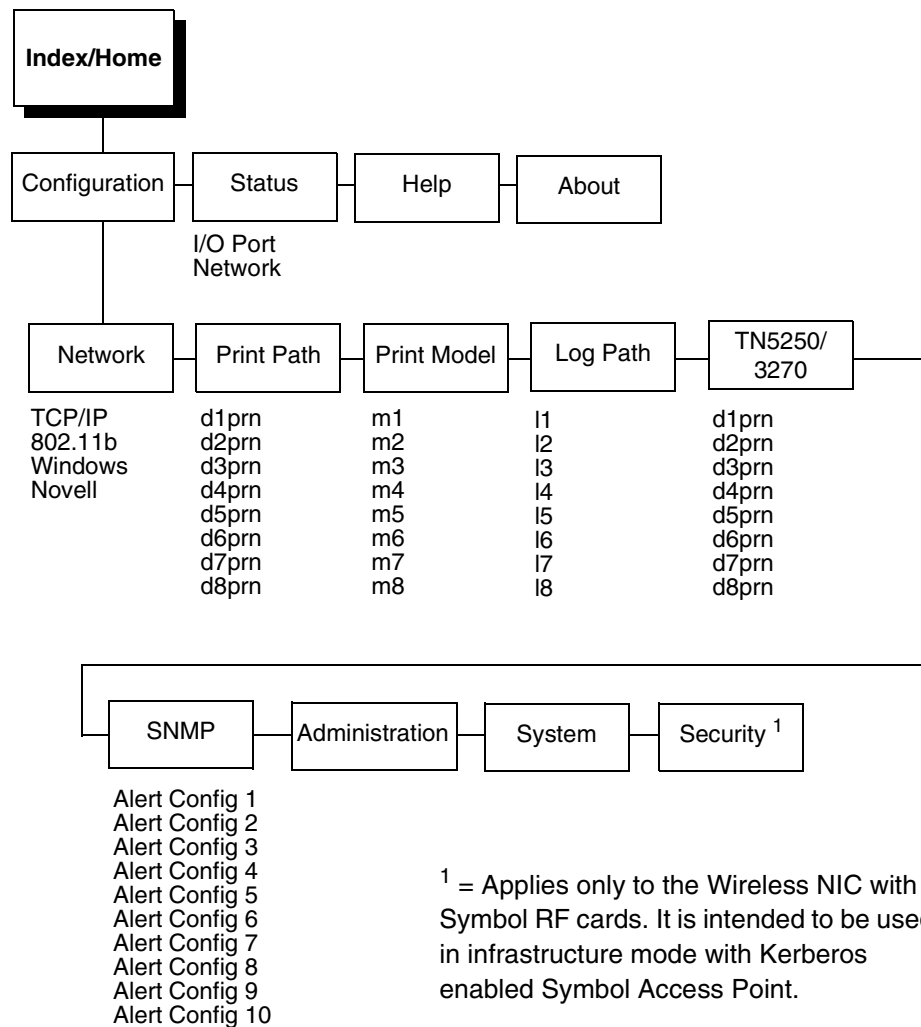 Index/Home
Configuration
Status
Help
About
I/O Port
Network
Network
Print Path
Print Model
Log Path
TN5250/
3270
TCP/IP
802.11b
Windows
Novell
d1prn
d2prn
d3prn
d4prn
d5prn
d6prn
d7prn
d8prn
m1
m2
m3
m4
m5
m6
m7
m8
l1
l2
l3
l4
l5
l6
l7
l8
d1prn
d2prn
d3prn
d4prn
d5prn
d6prn
d7prn
d8prn
SNMP
Administration
System
Security 1
Alert Config 1
Alert Config 2
Alert Config 3
Alert Config 4
Alert Config 5
Alert Config 6
Alert Config 7
Alert Config 8
Alert Config 9
Alert Config 10
1 = Applies only to the Wireless NIC with
Symbol RF cards. It is intended to be used
in infrastructure mode with Kerberos
enabled Symbol Access Point.